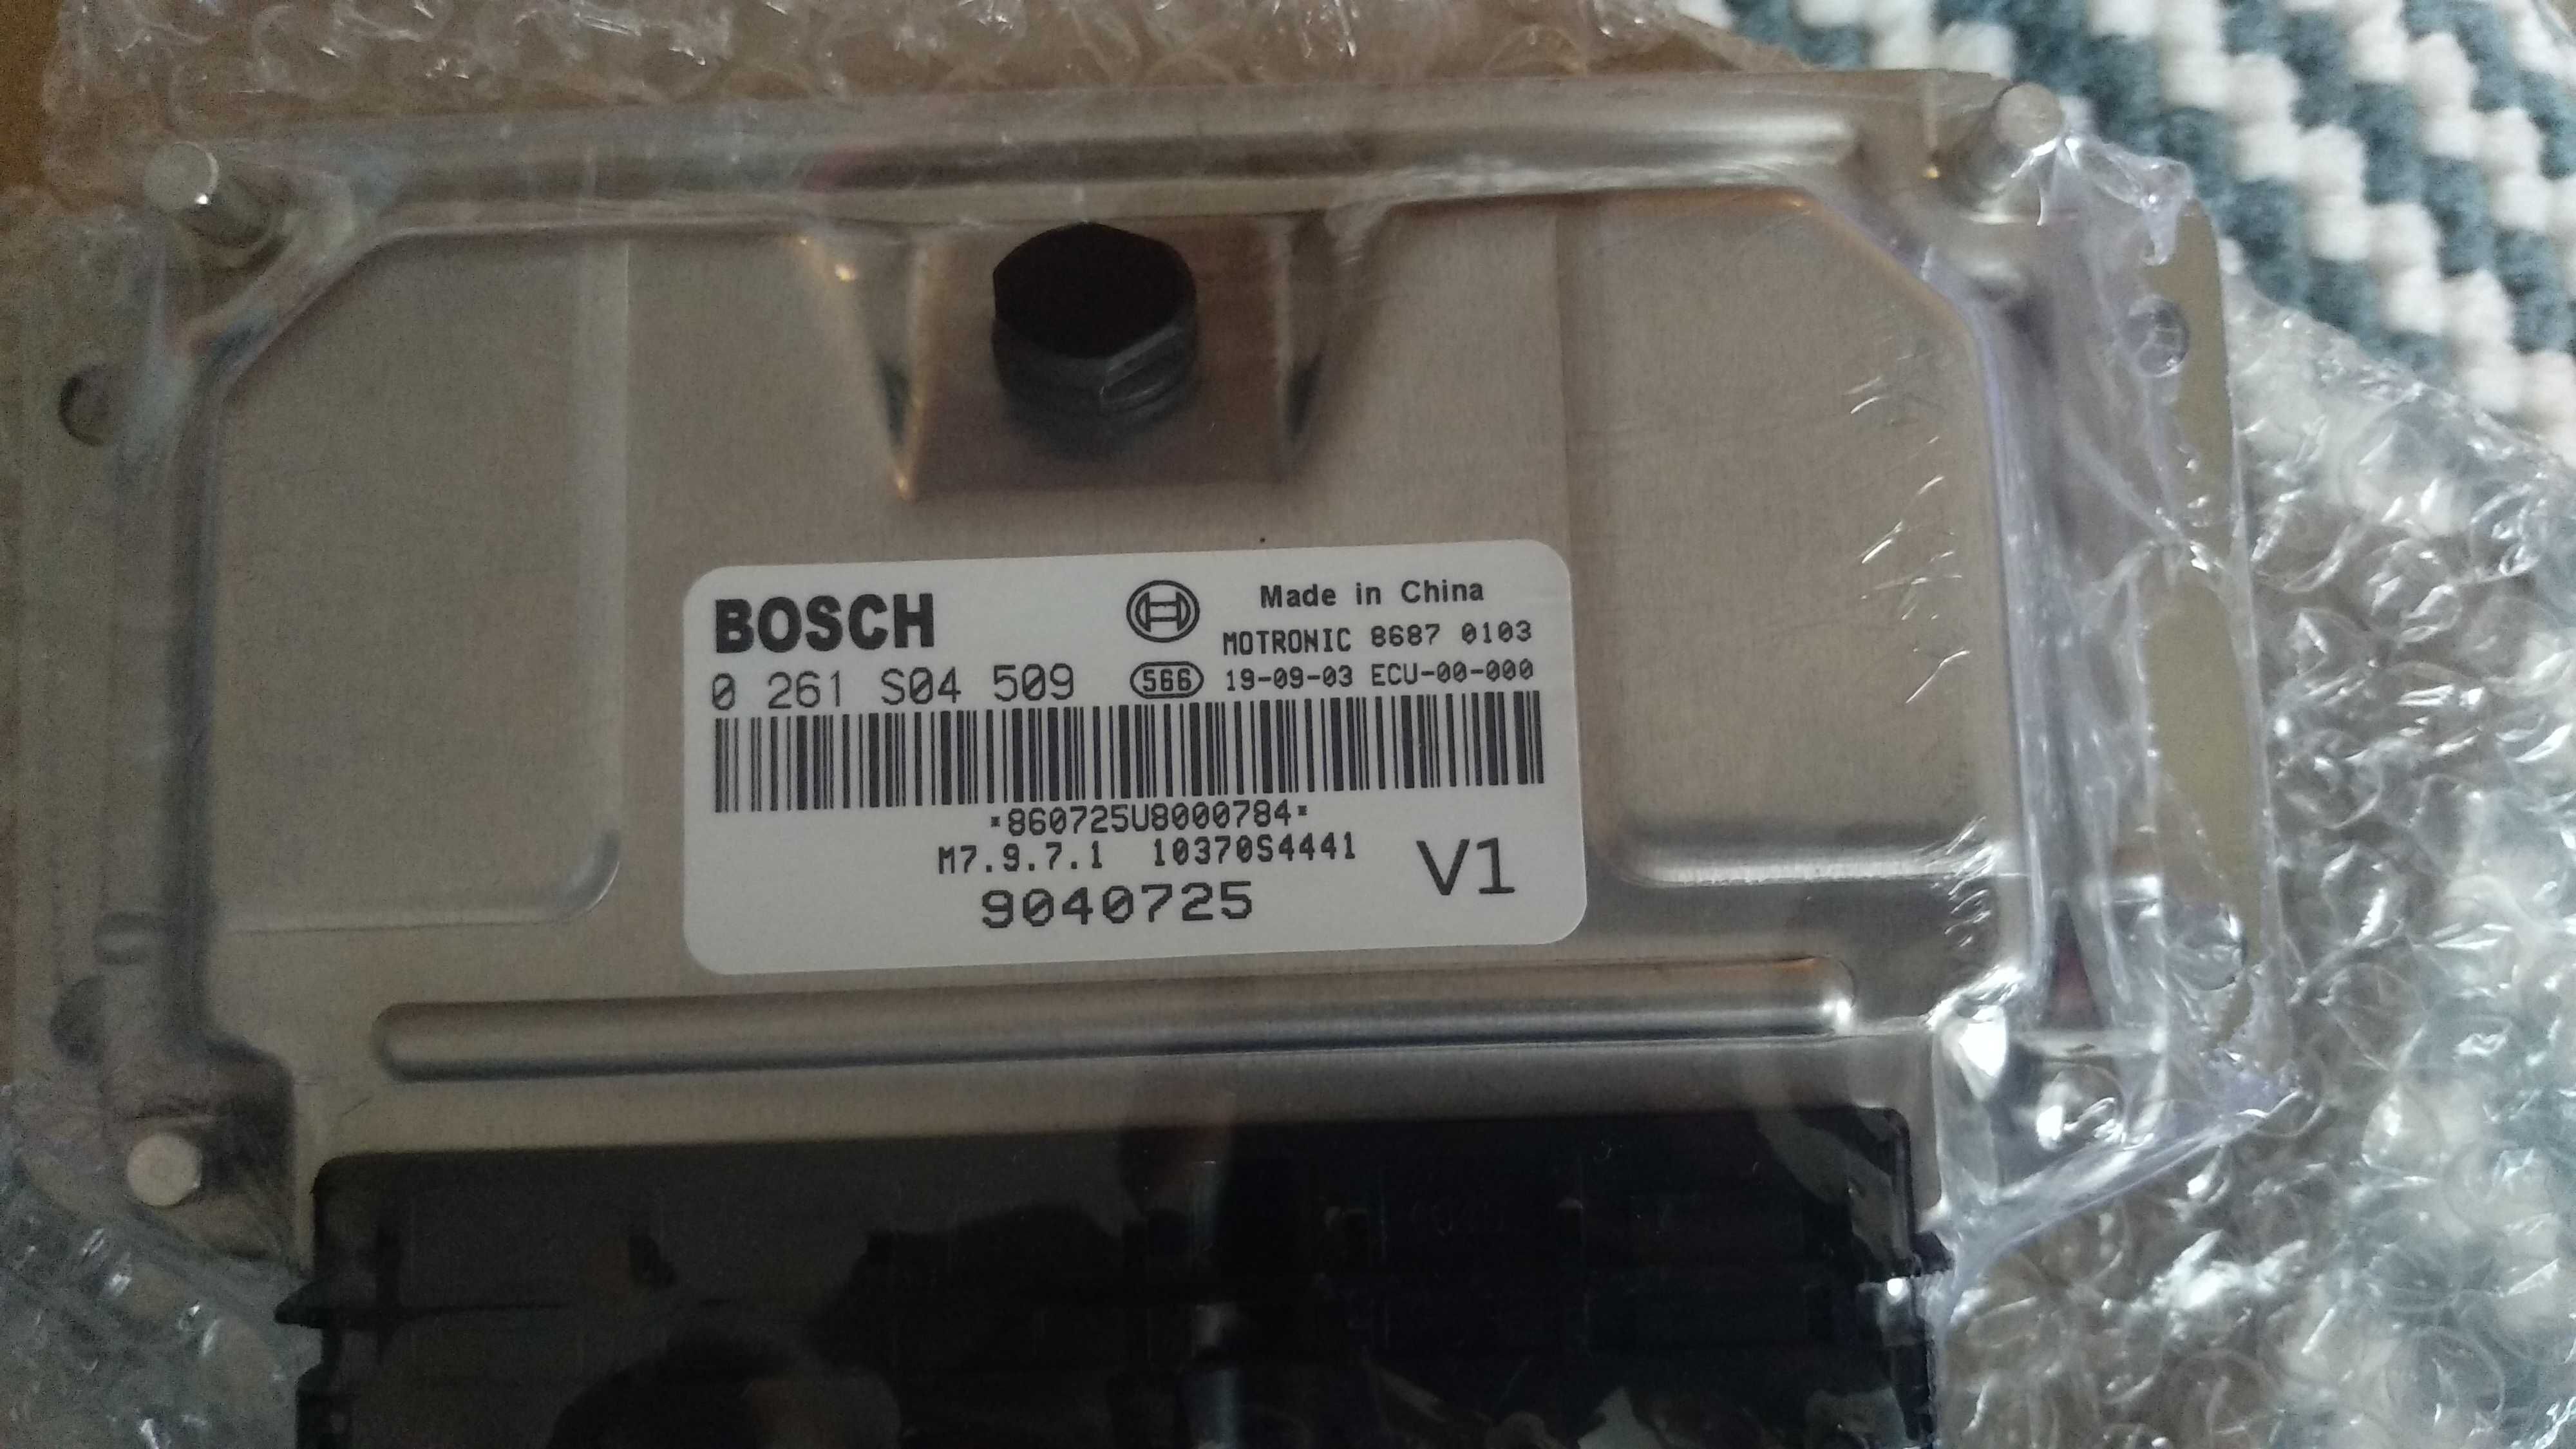 BOSCH
Made in China
MOTRONIC 8687 0103
0 261 S04 509
566
19-09-03 ECU-00-000
*860725U8000784*
M7.9.7.1 10370S4441
9040725
V1